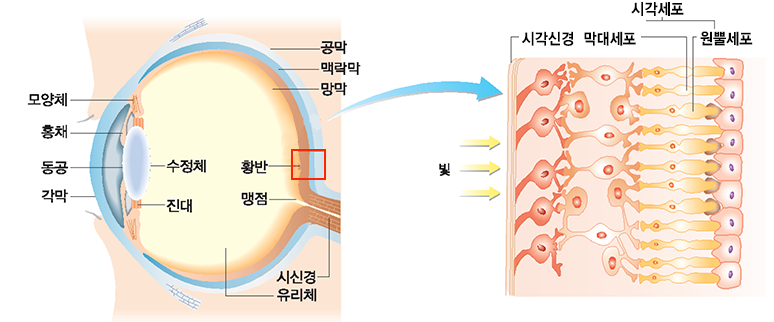 공막
맥락막
망막
모양체
홍채
동공
각막
수정체
진대
황반
맹점
시신경
유리체
시각세포
시각신경
막대세포
원뿔세포
빛